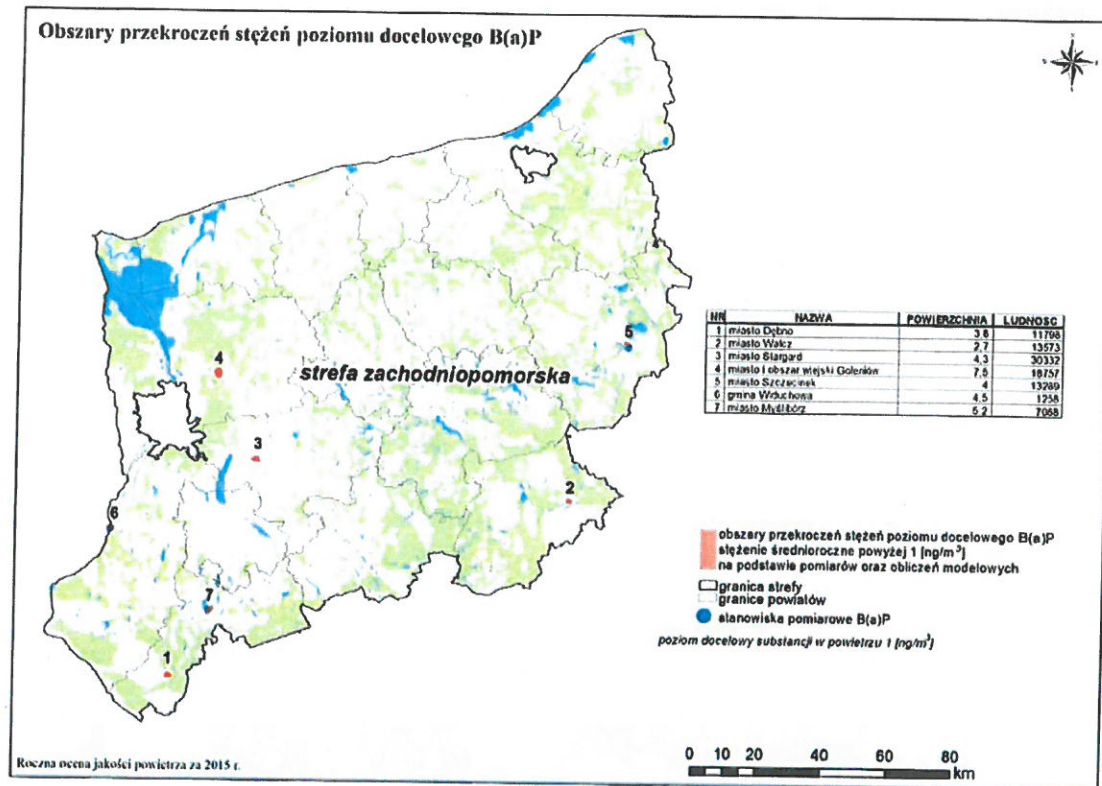 Obszary przekroczeń stężeń poziomu docelowego B(a)P
strefa zachodniopomorska
4
5
3
2
6
7
1
NR NAZWA POWIERZCHNIA LUDNOSC
1 miasto Dębno 3,8 11798
2 miasto Wałcz 2,7 13573
3 miasto Stargard 4,3 30332
4 miasto i obszar wiejski Goleniów 7,5 18757
5 miasto Szczecinek 4 13289
6 gmina Widuchowa 4,5 1258
7 miasto Myślibórz 5,2 7088
obszary przekroczeń stężeń poziomu docelowego B(a)P
stężenie średnioroczne powyżej 1 [ng/m³]
na podstawie pomiarów oraz obliczeń modelowych
granica strefy
granice powiatów
stanowiska pomiarowe B(a)P
poziom docelowy substancji w powietrzu 1 [ng/m³]
Roczna ocena jakości powietrza za 2015 r.
0 10 20 40 60 80
km